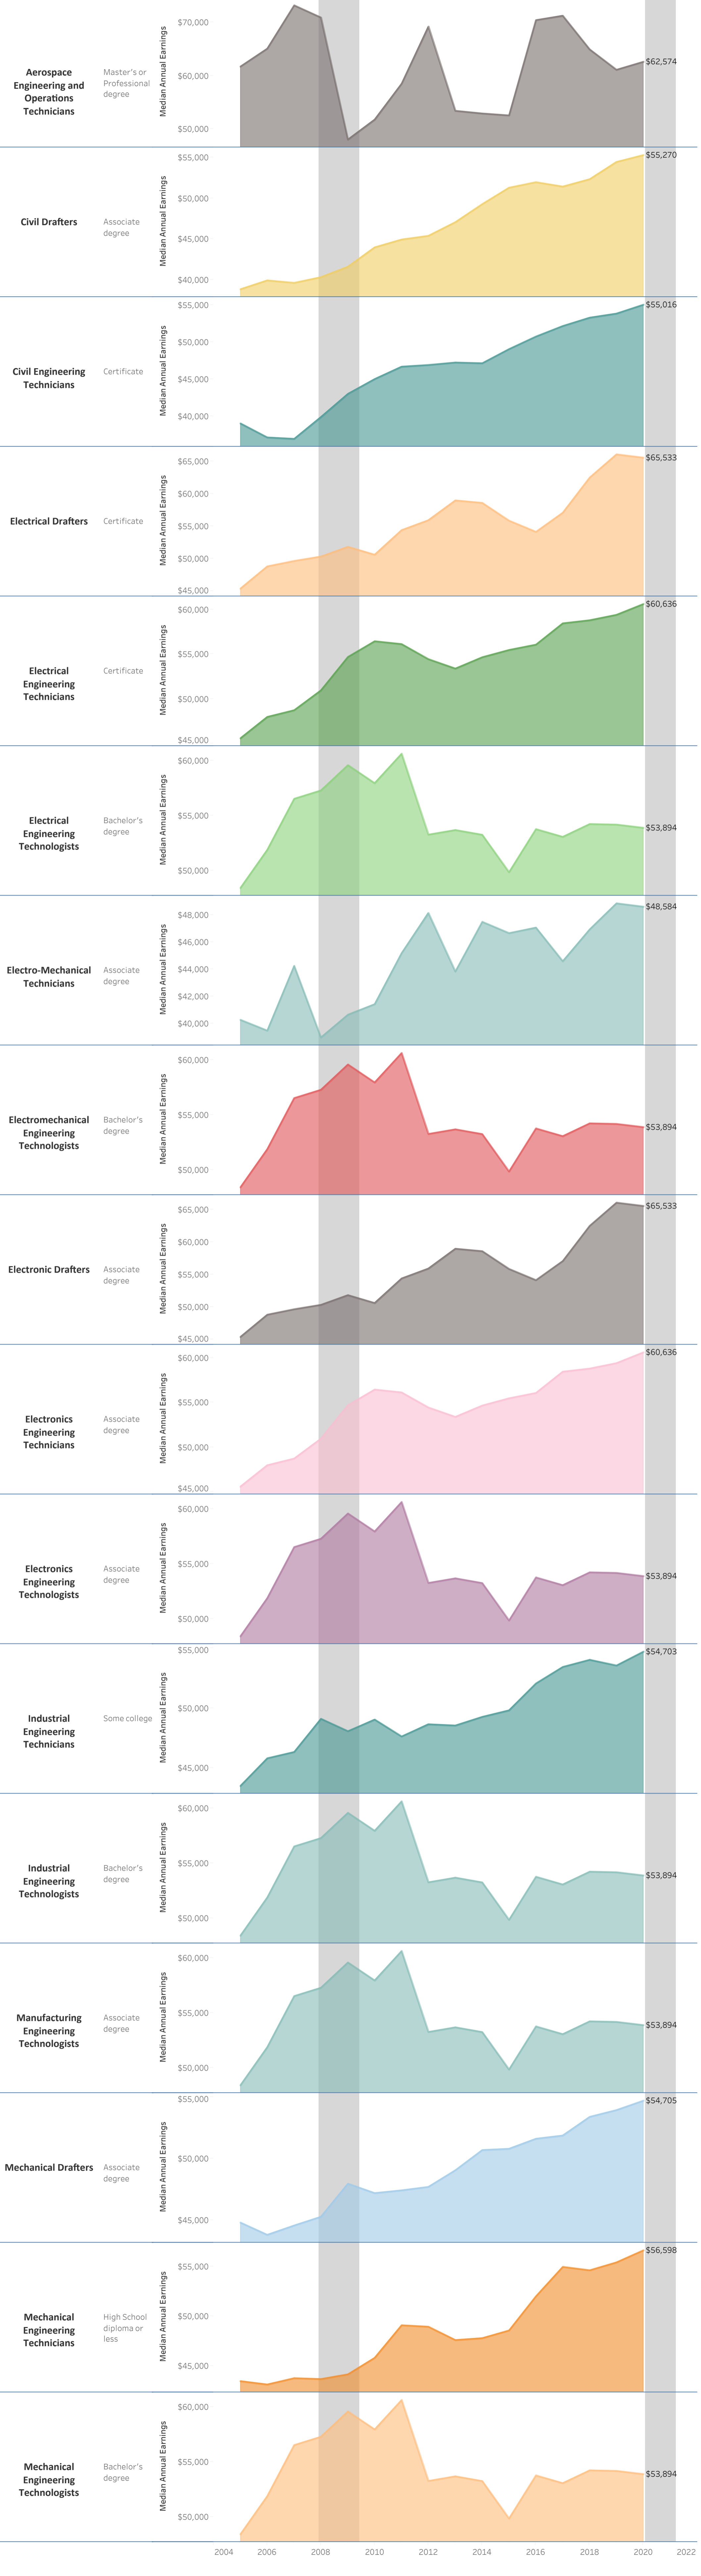 Aerospace
Engineering and
Operations
Technicians
Master's or
Professional
degree
Median Annual Earnings
$70,000
$60,000
$50,000
$62,574
Civil Drafters
Associate
degree
Median Annual Earnings
$55,000
$50,000
$45,000
$40,000
$55,270
Civil Engineering
Technicians
Certificate
Median Annual Earnings
$55,000
$50,000
$45,000
$40,000
$55,016
Electrical Drafters
Certificate
Median Annual Earnings
$65,000
$60,000
$55,000
$50,000
$45,000
$65,533
Electrical
Engineering
Technicians
Certificate
Median Annual Earnings
$60,000
$55,000
$50,000
$45,000
$60,636
Electrical
Engineering
Technologists
Bachelor's
degree
Median Annual Earnings
$60,000
$55,000
$50,000
$53,894
Electro-Mechanical
Technicians
Associate
degree
Median Annual Earnings
$48,000
$46,000
$44,000
$42,000
$40,000
$48,584
Electromechanical
Engineering
Technologists
Bachelor's
degree
Median Annual Earnings
$60,000
$55,000
$50,000
$53,894
Electronic Drafters
Associate
degree
Median Annual Earnings
$65,000
$60,000
$55,000
$50,000
$45,000
$65,533
Electronics
Engineering
Technicians
Associate
degree
Median Annual Earnings
$60,000
$55,000
$50,000
$45,000
$60,636
Electronics
Engineering
Technologists
Associate
degree
Median Annual Earnings
$60,000
$55,000
$50,000
$53,894
Industrial
Engineering
Technicians
Some college
Median Annual Earnings
$55,000
$50,000
$45,000
$54,703
Industrial
Engineering
Technologists
Bachelor's
degree
Median Annual Earnings
$60,000
$55,000
$50,000
$53,894
Manufacturing
Engineering
Technologists
Associate
degree
Median Annual Earnings
$60,000
$55,000
$50,000
$53,894
Mechanical Drafters
Associate
degree
Median Annual Earnings
$55,000
$50,000
$45,000
$54,705
Mechanical
Engineering
Technicians
High School
diploma or
less
Median Annual Earnings
$55,000
$50,000
$45,000
$56,598
Mechanical
Engineering
Technologists
Bachelor's
degree
Median Annual Earnings
$60,000
$55,000
$50,000
$53,894
2004 2006 2008 2010 2012 2014 2016 2018 2020 2022